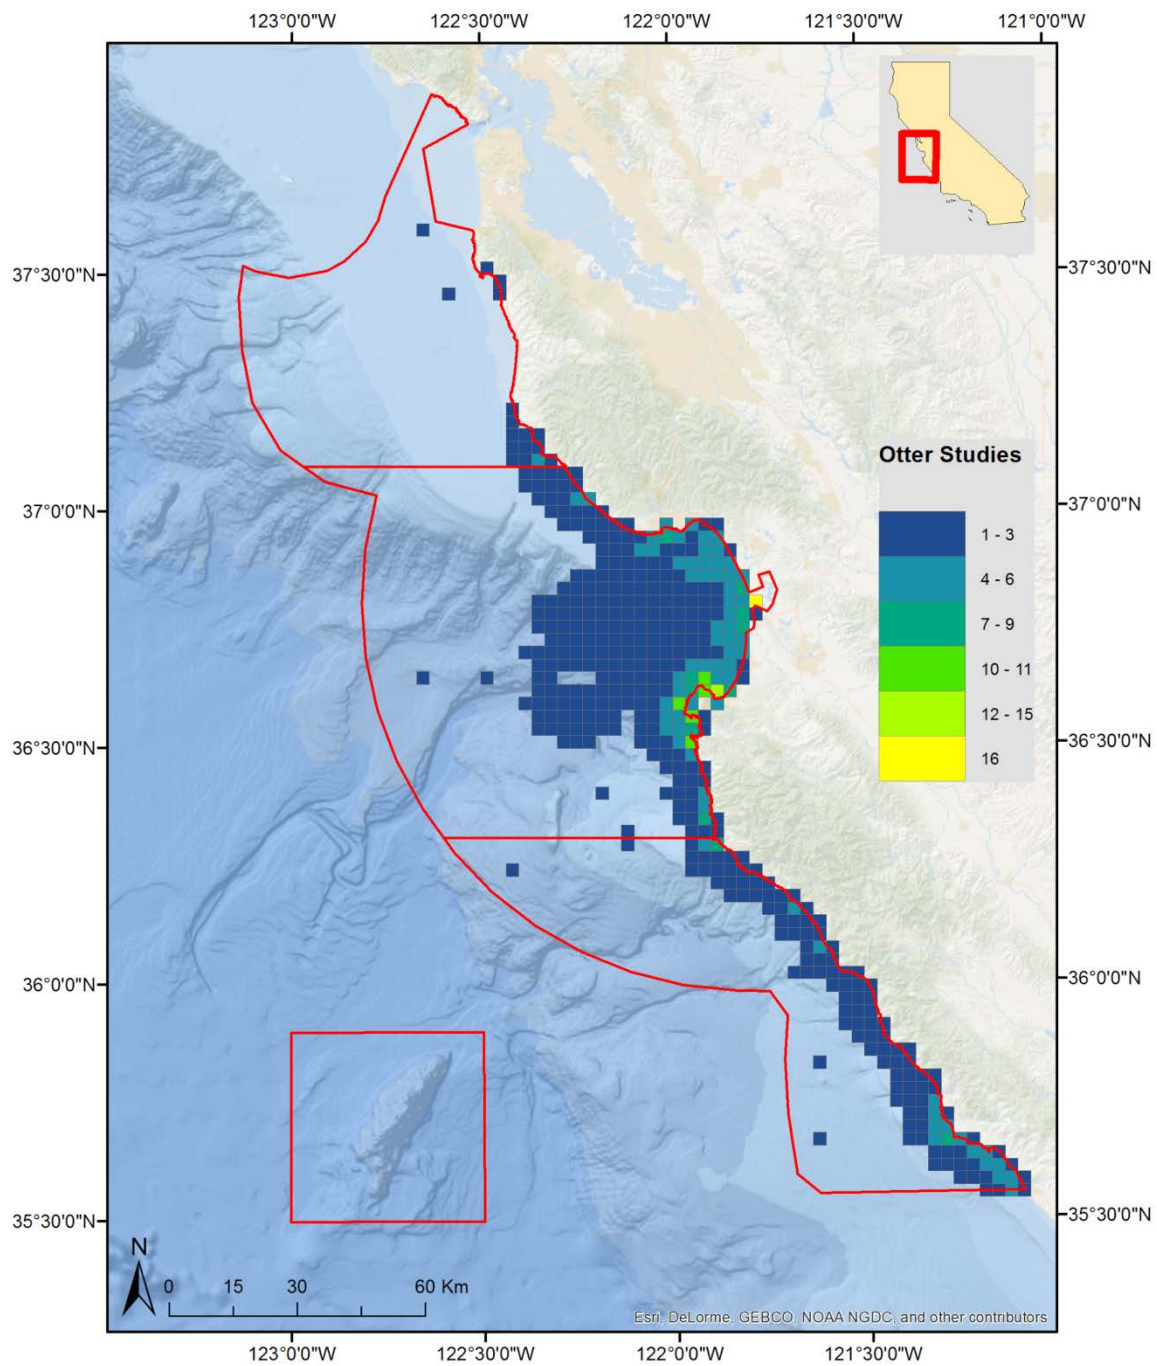 123°0'0"W 122°30'0"W 122°0'0"W 121°30'0"W 121°0'0"W
37°30'0"N 37°30'0"N
Otter Studies
1 - 3
37°0'0"N 37°0'0"N
4 - 6
7 - 9
10 - 11
12 - 15
36°30'0"N 36°30'0"N
16
36°0'0"N 36°0'0"N
35°30'0"N 35°30'0"N
N
0 15 30 60 Km
Esri, DeLorme, GEBCO, NOAA NGDC, and other contributors
123°0'0"W 122°30'0"W 122°0'0"W 121°30'0"W